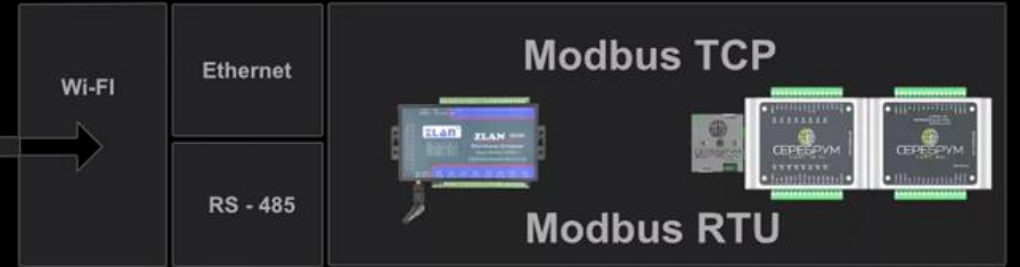 Wi-FI
Ethernet
RS - 485
Modbus TCP
ZLAN
ZLAN
СЕРЕБРУМ
СЕРЕБРУМ
Modbus RTU